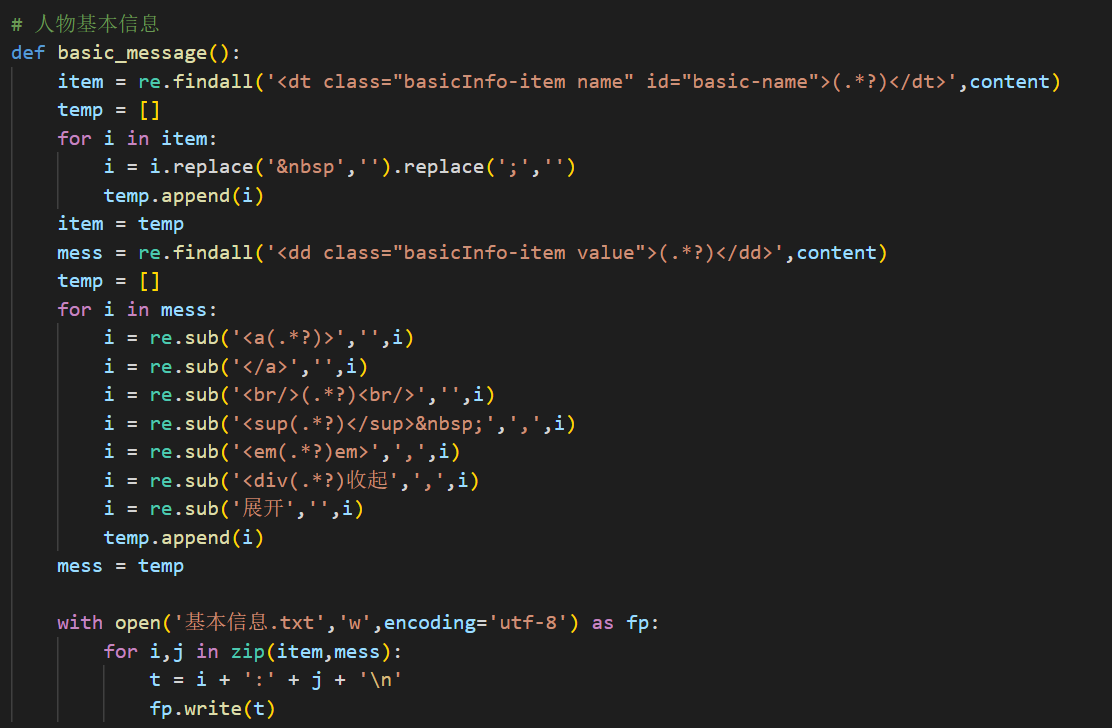 # 人物基本信息
def basic_message():
    item = re.findall('<dt class="basicInfo-item name" id="basic-name">(.*?)</dt>',content)
    temp = []
    for i in item:
        i = i.replace('&nbsp','').replace(';','')
        temp.append(i)
    item = temp
    mess = re.findall('<dd class="basicInfo-item value">(.*?)</dd>',content)
    temp = []
    for i in mess:
        i = re.sub('<a(.*?)>','',i)
        i = re.sub('</a>','',i)
        i = re.sub('<br/>(.*?)<br/>','',i)
        i = re.sub('<sup(.*?)</sup>&nbsp;',',',i)
        i = re.sub('<em(.*?)em>',',',i)
        i = re.sub('<div(.*?)收起',',',i)
        i = re.sub('展开','',i)
        temp.append(i)
    mess = temp

    with open('基本信息.txt','w',encoding='utf-8') as fp:
        for i,j in zip(item,mess):
            t = i + ':' + j + '\n'
            fp.write(t)